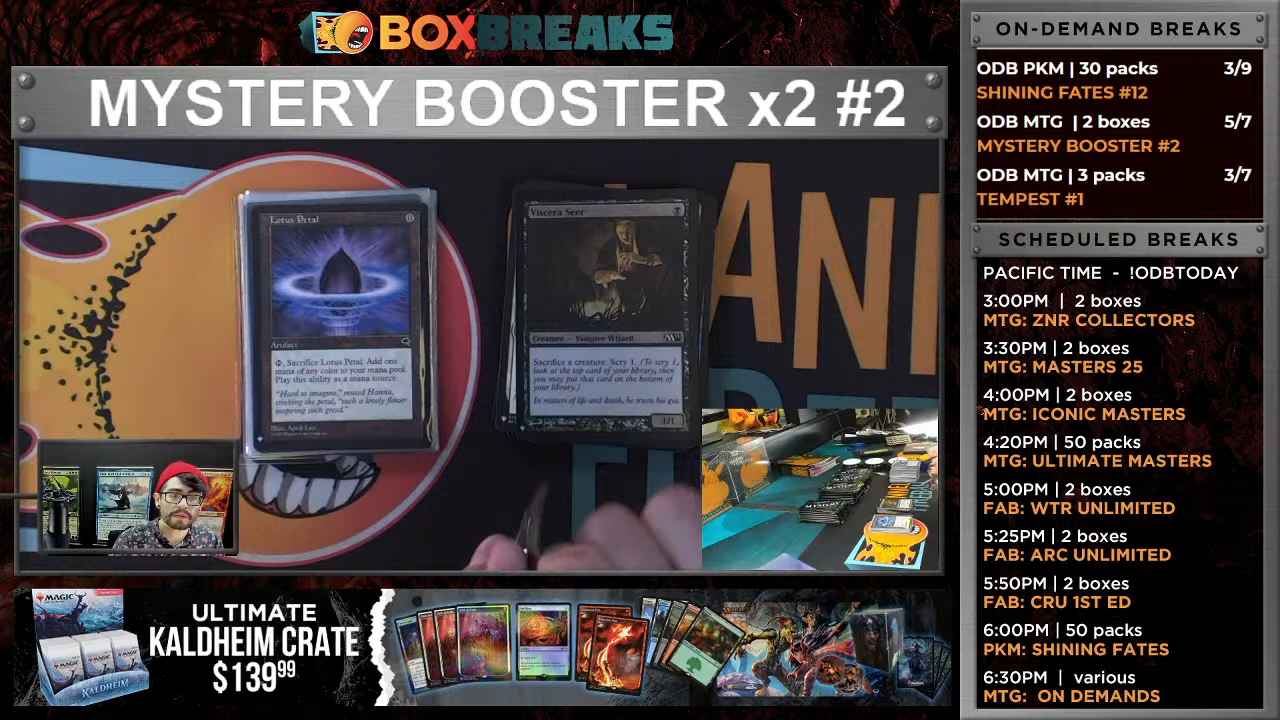 BOXBREAKS
MYSTERY BOOSTER x2 #2
Lotus Petal
0
Artifact
, Sacrifice Lotus Petal: Add one
mana of any color to your mana pool.
Play this ability as a mana source.
"Hard to imagine," mused Hanna,
stroking the petal, "such a lovely flower
inspiring such greed."
Illus. April Lee
Viscera Seer
Creature — Vampire Wizard
Sacrifice a creature: Scry 1. (To scry 1,
look at the top card of your library, then
you may put that card on the bottom of
your library.)
In matters of life and death, he trusts his gut.
1/1
ANI
ULTIMATE
KALDHEIM CRATE
$139.99
MAGIC
KALDHEIM
ON-DEMAND BREAKS
ODB PKM | 30 packs 3/9
SHINING FATES #12
ODB MTG | 2 boxes 5/7
MYSTERY BOOSTER #2
ODB MTG | 3 packs 3/7
TEMPEST #1
SCHEDULED BREAKS
PACIFIC TIME - !ODBTODAY
3:00PM | 2 boxes
MTG: ZNR COLLECTORS
3:30PM | 2 boxes
MTG: MASTERS 25
4:00PM | 2 boxes
MTG: ICONIC MASTERS
4:20PM | 50 packs
MTG: ULTIMATE MASTERS
5:00PM | 2 boxes
FAB: WTR UNLIMITED
5:25PM | 2 boxes
FAB: ARC UNLIMITED
5:50PM | 2 boxes
FAB: CRU 1ST ED
6:00PM | 50 packs
PKM: SHINING FATES
6:30PM | various
MTG: ON DEMANDS